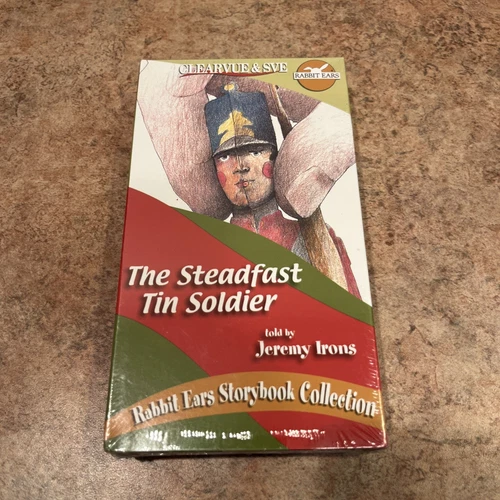 CLEARVUE & SVE
RABBIT EARS
The Steadfast
Tin Soldier
told by
Jeremy Irons
Rabbit Ears Storybook Collection